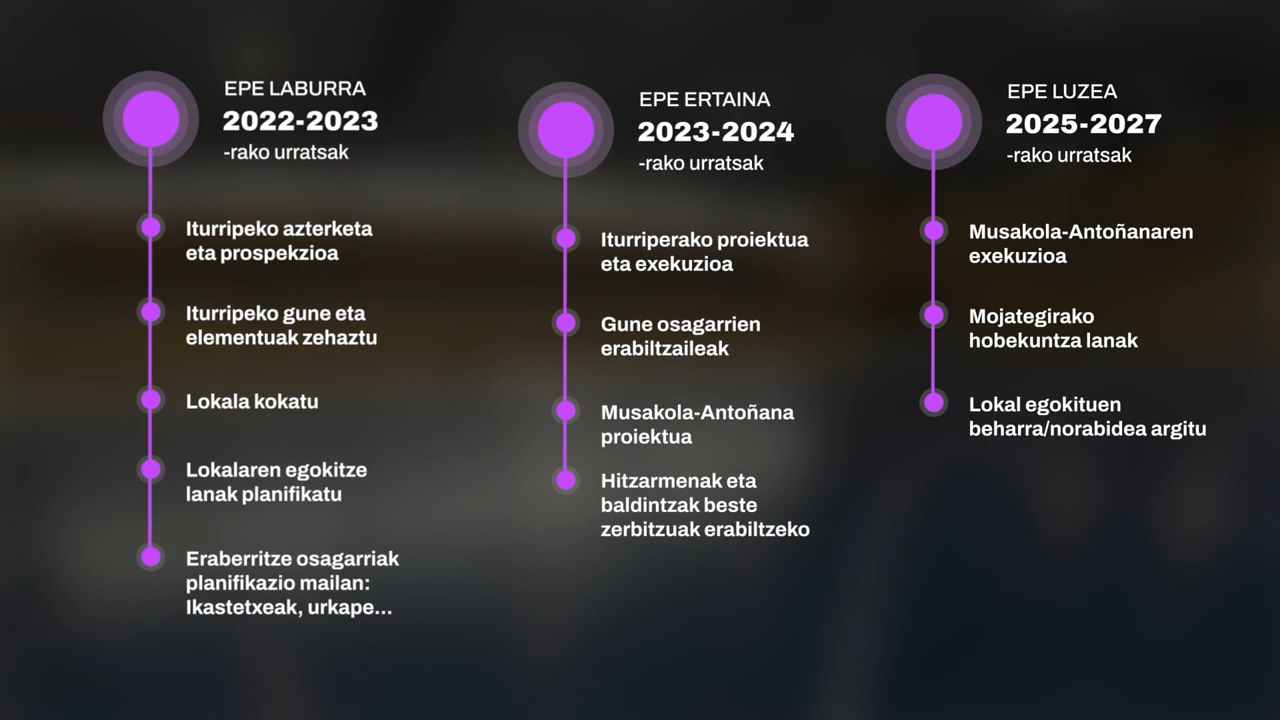 EPE LABURRA
2022-2023
-rako urratsak
Iturripeko azterketa
eta prospekzioa
Iturripeko gune eta
elementuak zehaztu
Lokala kokatu
Lokalaren egokitze
lanak planifikatu
Eraberritze osagarriak
planifikazio mailan:
Ikastetxeak, urkape...
EPE ERTAINA
2023-2024
-rako urratsak
Iturriperako proiektua
eta exekuzioa
Gune osagarrien
erabiltzaileak
Musakola-Antoñana
proiektua
Hitzarmenak eta
baldintzak beste
zerbitzuak erabiltzeko
EPE LUZEA
2025-2027
-rako urratsak
Musakola-Antoñanaren
exekuzioa
Mojategirako
hobekuntza lanak
Lokal egokituen
beharra/norabidea argitu